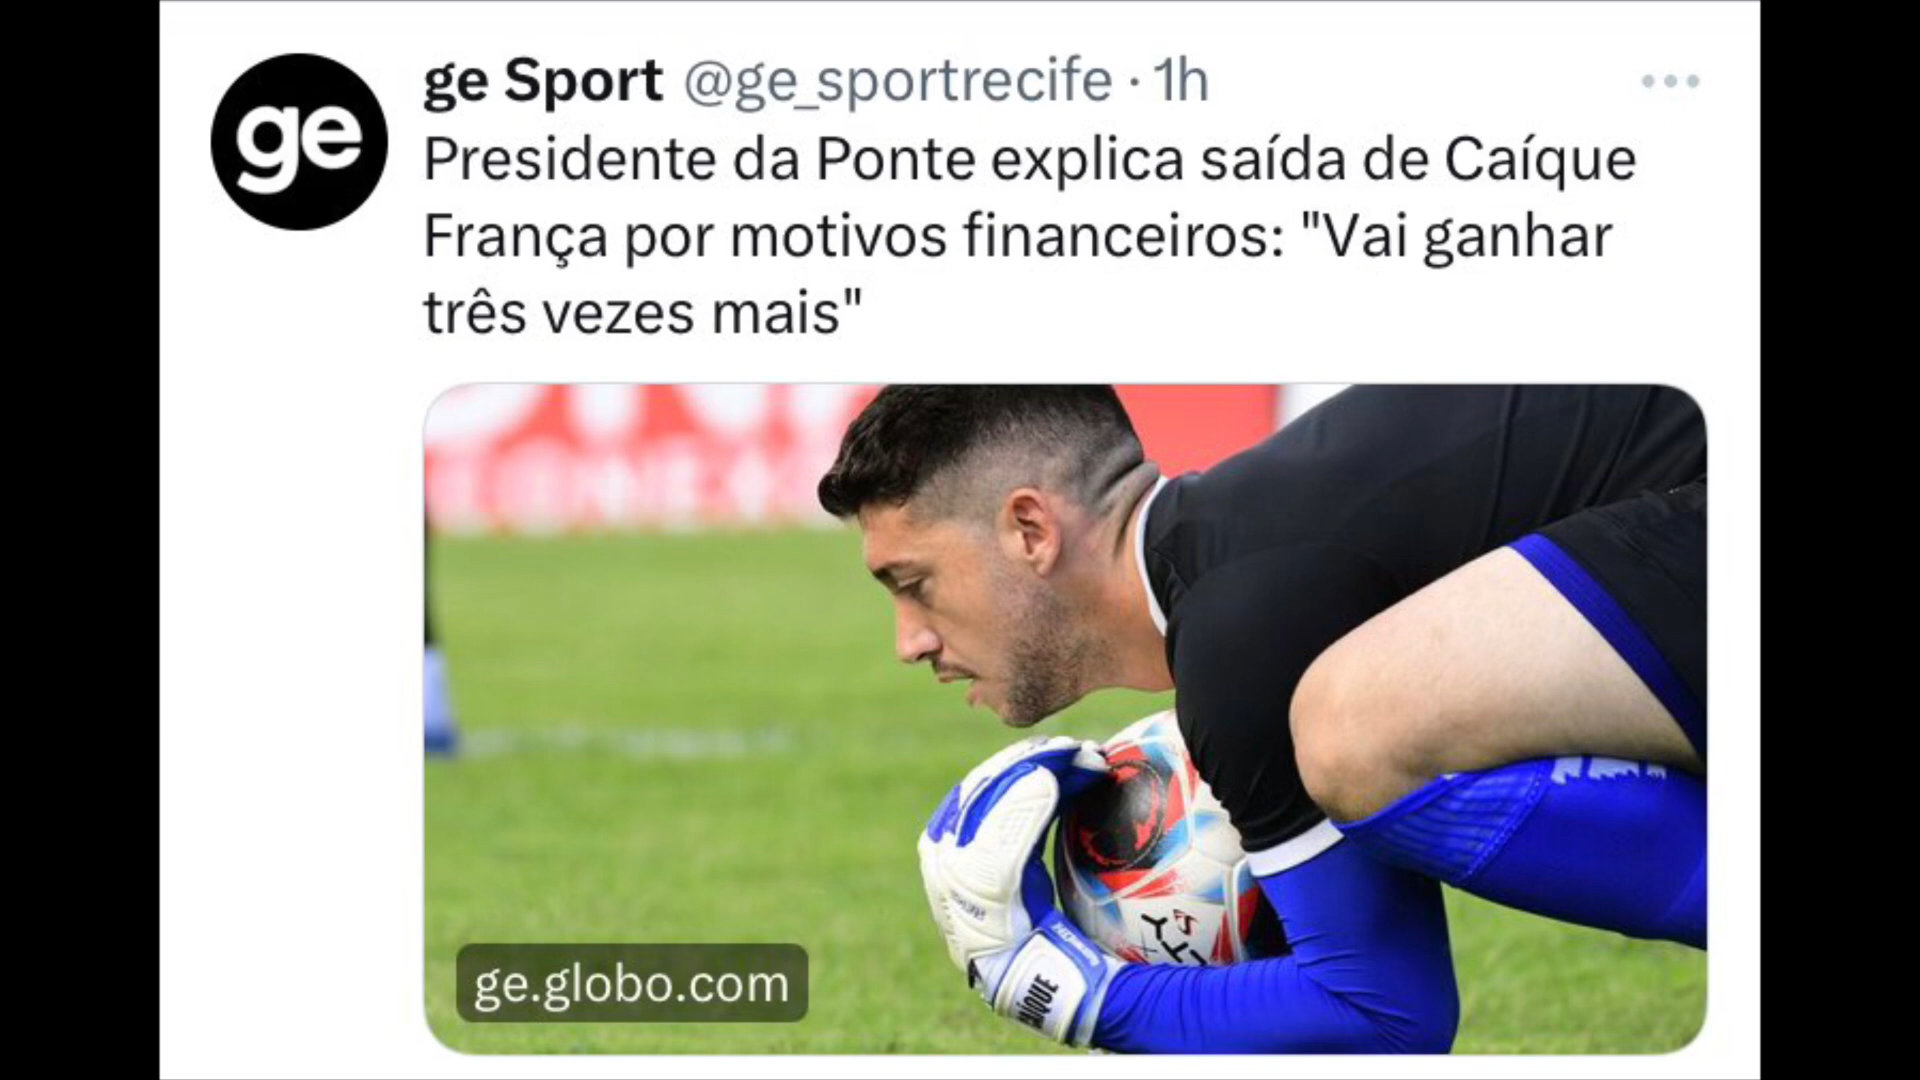 ge
ge Sport @ge_sportrecife · 1h
Presidente da Ponte explica saída de Caíque
França por motivos financeiros: "Vai ganhar
três vezes mais"
CAÍQUE
ge.globo.com